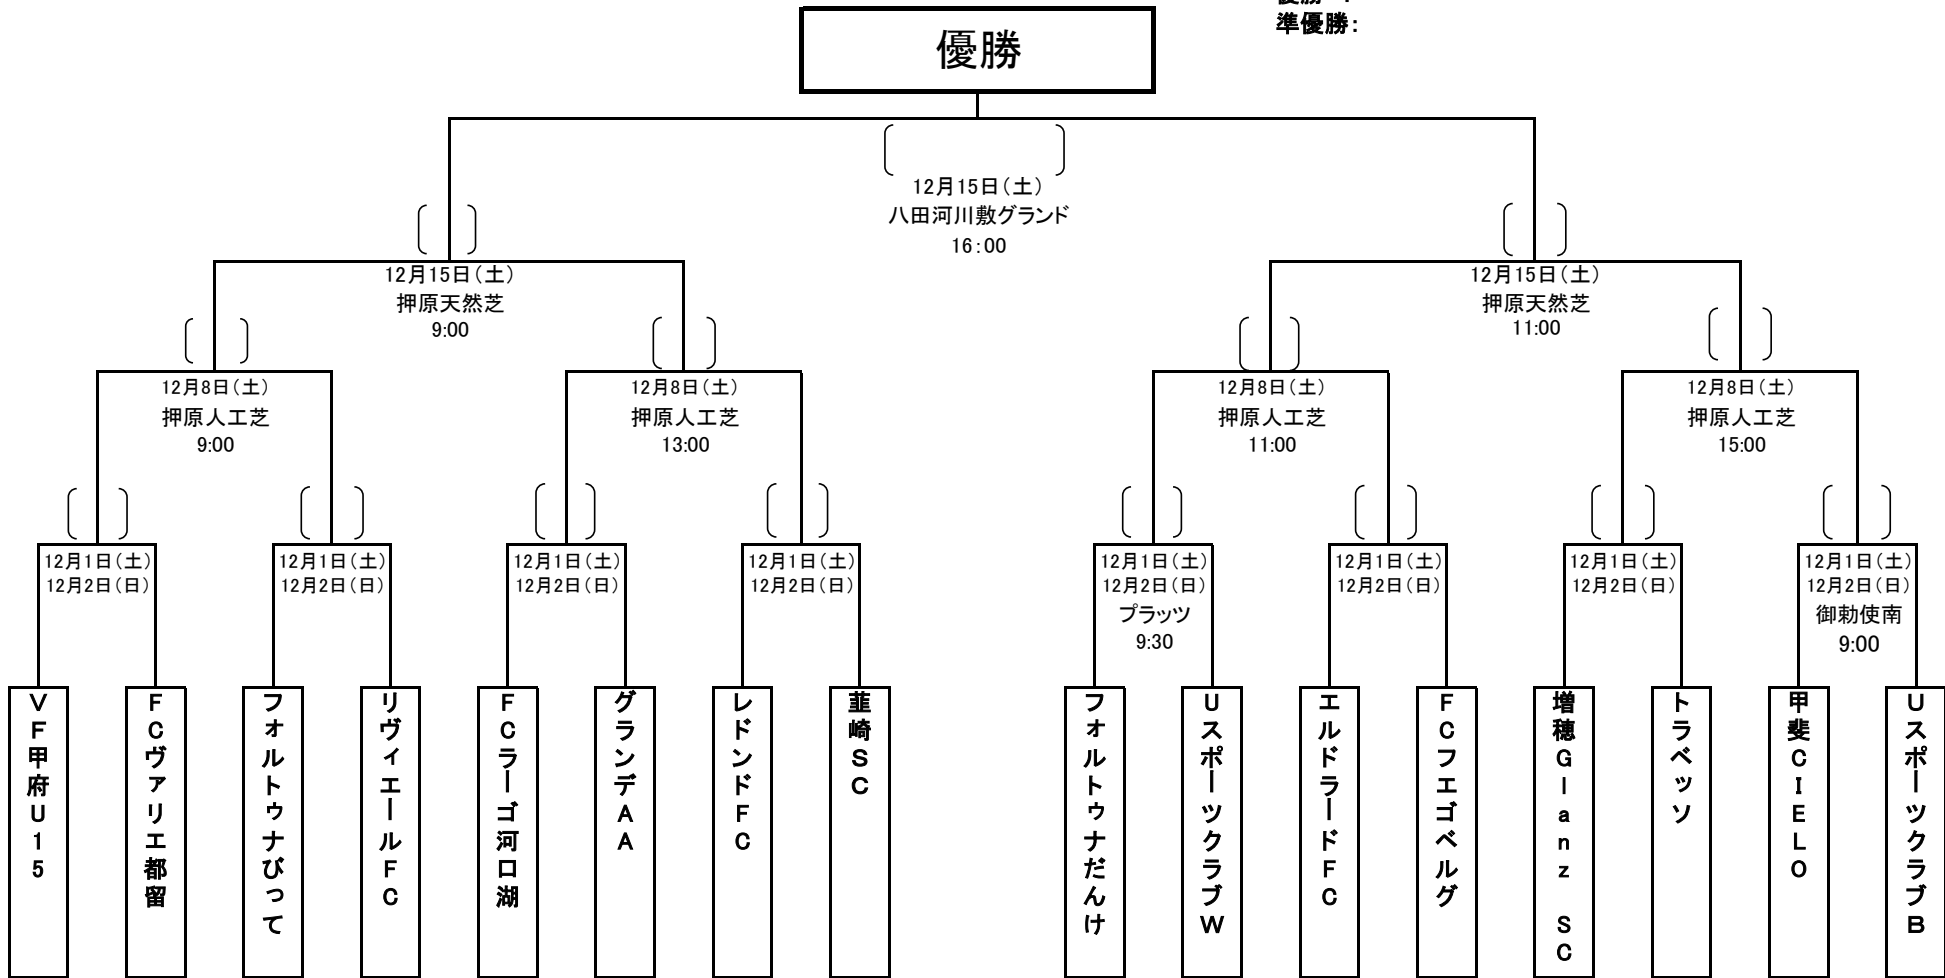 優勝　：
準優勝：
優勝
12月15日（土）
八田河川敷グランド
16：00
12月15日（土）
押原天然芝
9:00
12月15日（土）
押原天然芝
11:00
12月8日（土）
押原人工芝
9:00
12月8日（土）
押原人工芝
13:00
12月8日（土）
押原人工芝
11:00
12月8日（土）
押原人工芝
15:00
12月1日（土）
12月2日（日）
12月1日（土）
12月2日（日）
12月1日（土）
12月2日（日）
12月1日（土）
12月2日（日）
12月1日（土）
12月2日（日）
プラッツ
9:30
12月1日（土）
12月2日（日）
12月1日（土）
12月2日（日）
12月1日（土）
12月2日（日）
御勅使南
9:00
ＶＦ甲府Ｕ１５
ＦＣヴァリエ都留
フォルトゥナびって
リヴィエールＦＣ
ＦＣラーゴ河口湖
グランデＡＡ
レドンドＦＣ
韮崎ＳＣ
フォルトゥナだんけ
Ｕスポーツクラブ W
エルドラードＦＣ
ＦＣフエゴベルグ
増穂Ｇｌａｎｚ　ＳＣ
トラベッソ
甲斐ＣＩＥＬＯ
Ｕスポーツクラブ B